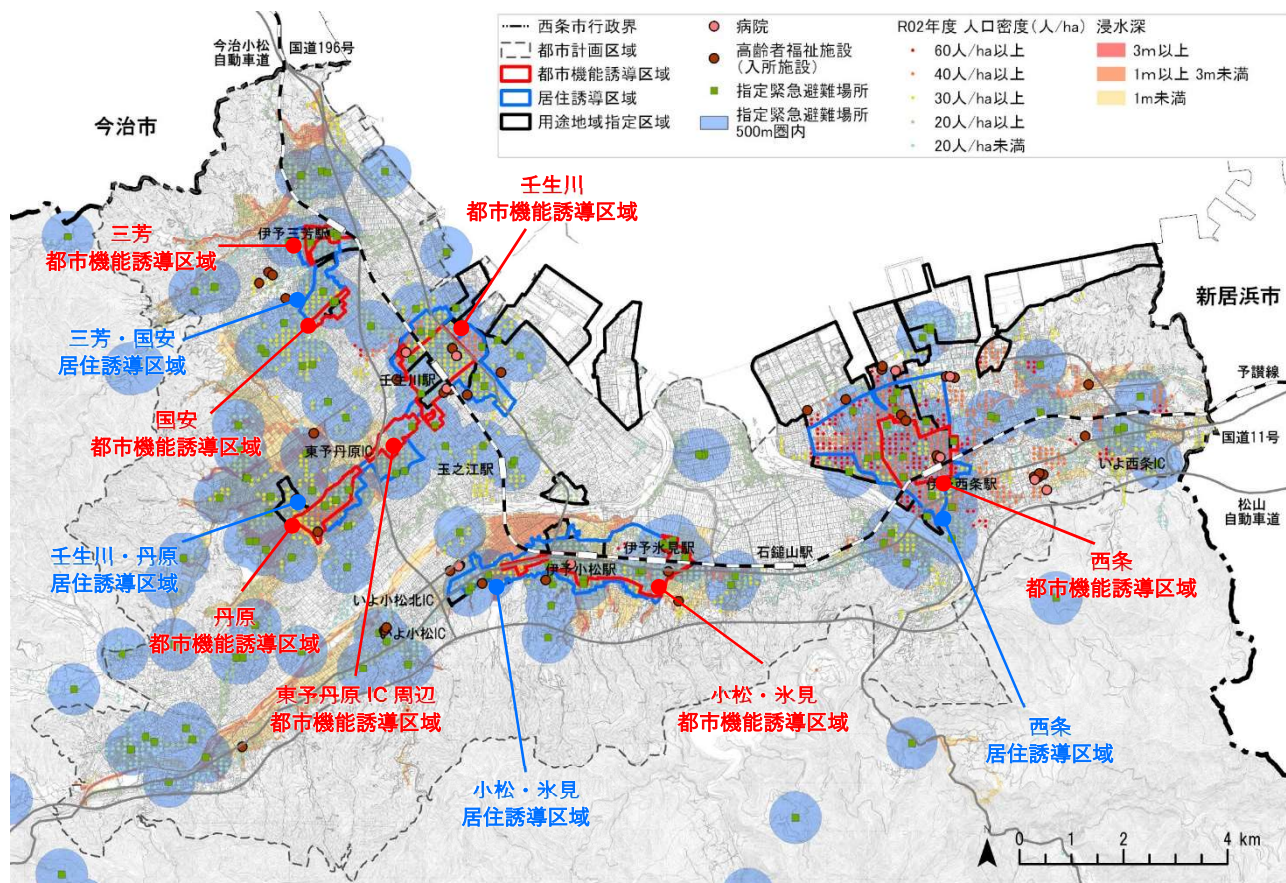 西条市行政界
都市計画区域
都市機能誘導区域
居住誘導区域
用途地域指定区域
病院
高齢者福祉施設
(入所施設)
指定緊急避難場所
指定緊急避難場所
500m圏内
R02年度 人口密度(人/ha)
60人/ha以上
40人/ha以上
30人/ha以上
20人/ha以上
20人/ha未満
浸水深
3m以上
1m以上 3m未満
1m未満
今治小松
自動車道
国道196号
今治市
壬生川
都市機能誘導区域
伊予三芳駅
三芳
都市機能誘導区域
新居浜市
三芳・国安
居住誘導区域
予讃線
壬生川駅
国安
都市機能誘導区域
国道11号
東予丹原IC
玉之江駅
いよ西条IC
伊予西条駅
松山
自動車道
壬生川・丹原
居住誘導区域
伊予氷見駅
石鎚山駅
西条
都市機能誘導区域
伊予小松駅
丹原
都市機能誘導区域
いよ小松北IC
いよ小松IC
東予丹原 IC 周辺
都市機能誘導区域
小松・氷見
都市機能誘導区域
西条
居住誘導区域
小松・氷見
居住誘導区域
0 1 2 4 km